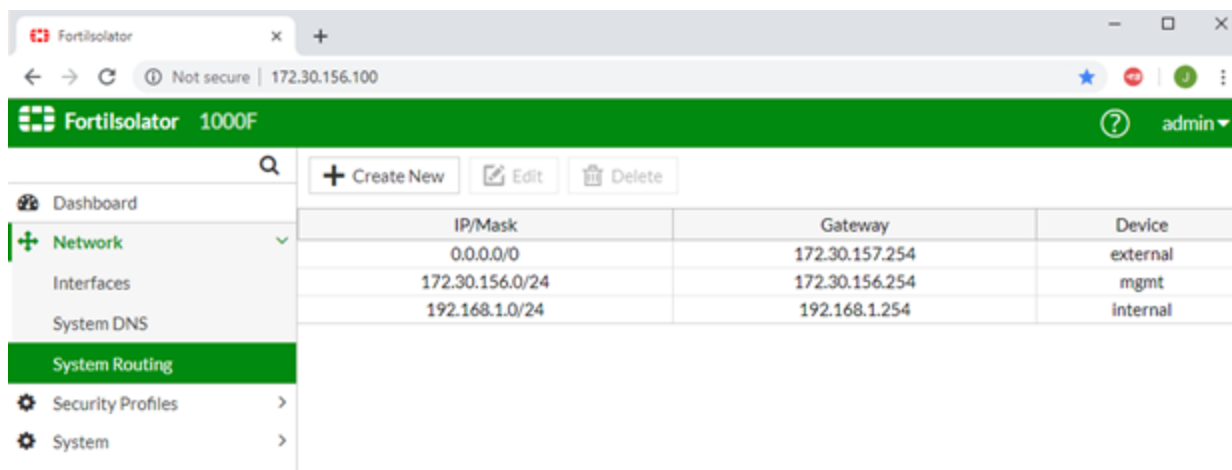 FortiIsolator
Not secure | 172.30.156.100
FortiIsolator 1000F
admin
Create New Edit Delete
Dashboard
Network
Interfaces
System DNS
System Routing
Security Profiles
System
IP/Mask Gateway Device
0.0.0.0/0 172.30.157.254 external
172.30.156.0/24 172.30.156.254 mgmt
192.168.1.0/24 192.168.1.254 internal